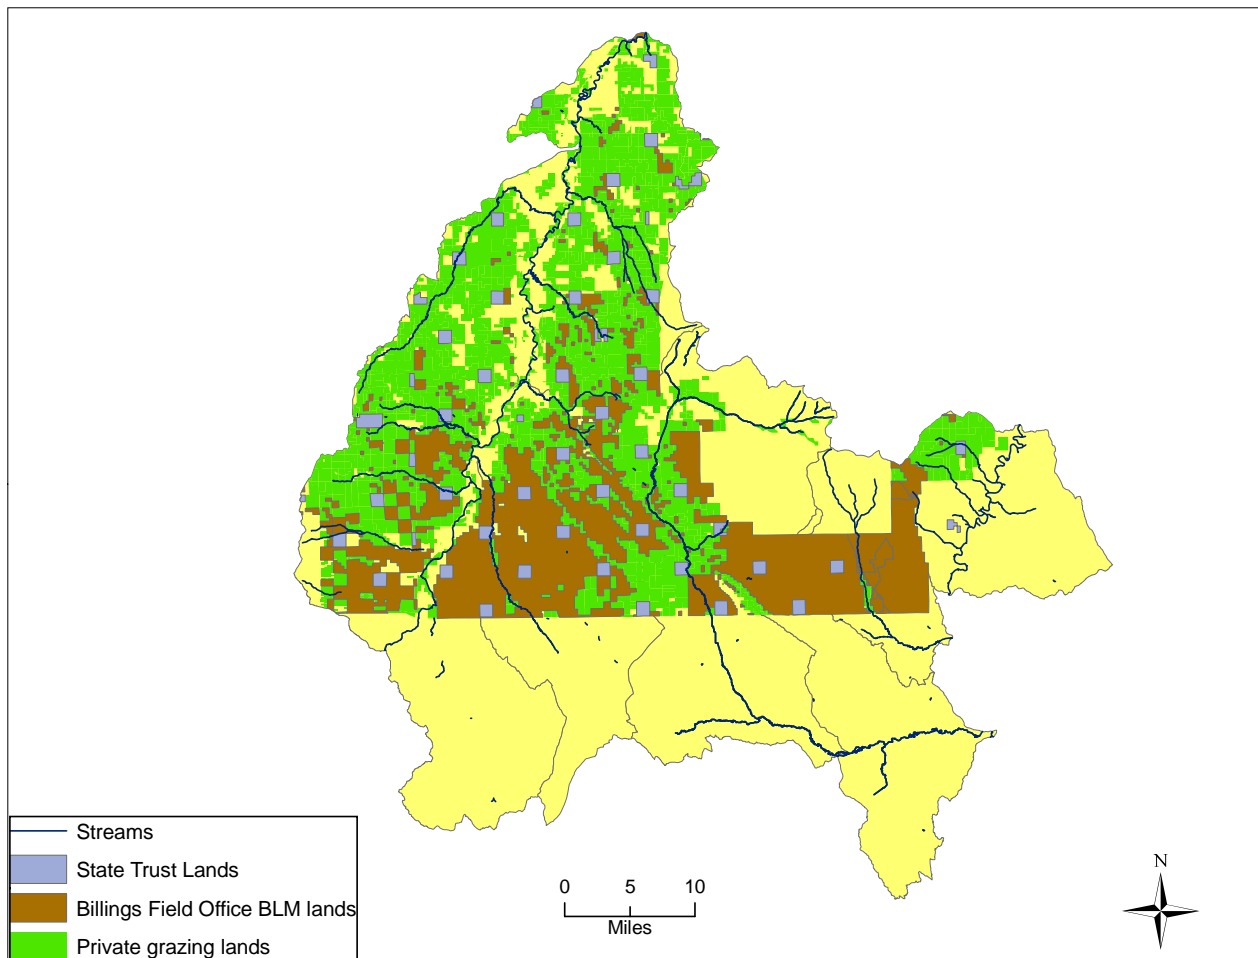 Streams
State Trust Lands
Billings Field Office BLM lands
Private grazing lands
0 5 10
Miles
N